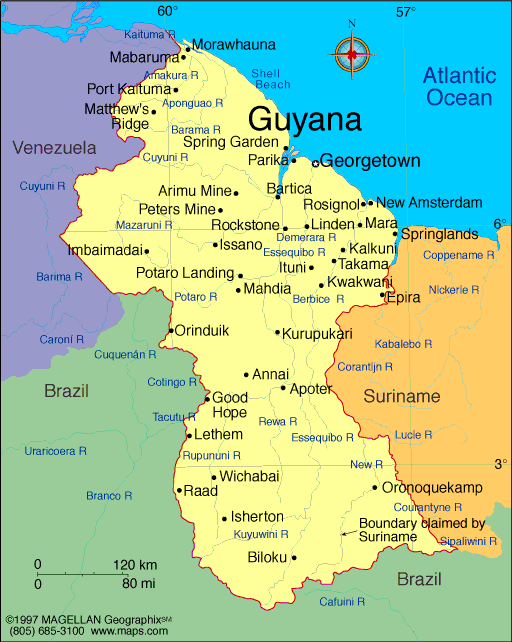 60°
57°
Kaituma R
Morawhauna
N
Mabaruma
Amakura R
Shell
Beach
Atlantic
Ocean
Port Kaituma
Aponguao R
Matthew's
Ridge
Guyana
Barama R
Venezuela
Spring Garden
Cuyuni R
Parika
Georgetown
Cuyuni R
Arimu Mine
Bartica
Rosignol
New Amsterdam
Peters Mine
Mazaruni R
Rockstone
Linden
Mara
6°
Demerara R
Springlands
Imbaimadai
Issano
Essequibo R
Kalkuni
Coppename R
Barima R
Potaro Landing
Ituni
Takama
Mahdia
Kwakwani
Nickerie R
Potaro R
Berbice R
Epira
Caroní R
Orinduik
Kurupukari
Kabalebo R
Cuquenán R
Corantijn R
Brazil
Cotingo R
Annai
Apoter
Suriname
Good
Hope
Tacutu R
Rewa R
Lethem
Essequibo R
Lucie R
Uraricoera R
Rupununi R
New R
3°
Wichabai
Branco R
Raad
Oronoquekamp
Courantyne R
Isherton
Boundary claimed by
Suriname
Kuyuwini R
Sipaliwini R
Biloku
0
120 km
0
80 mi
Brazil
Cafuini R
©1997 MAGELLAN Geographix℠
(805) 685-3100 www.maps.com